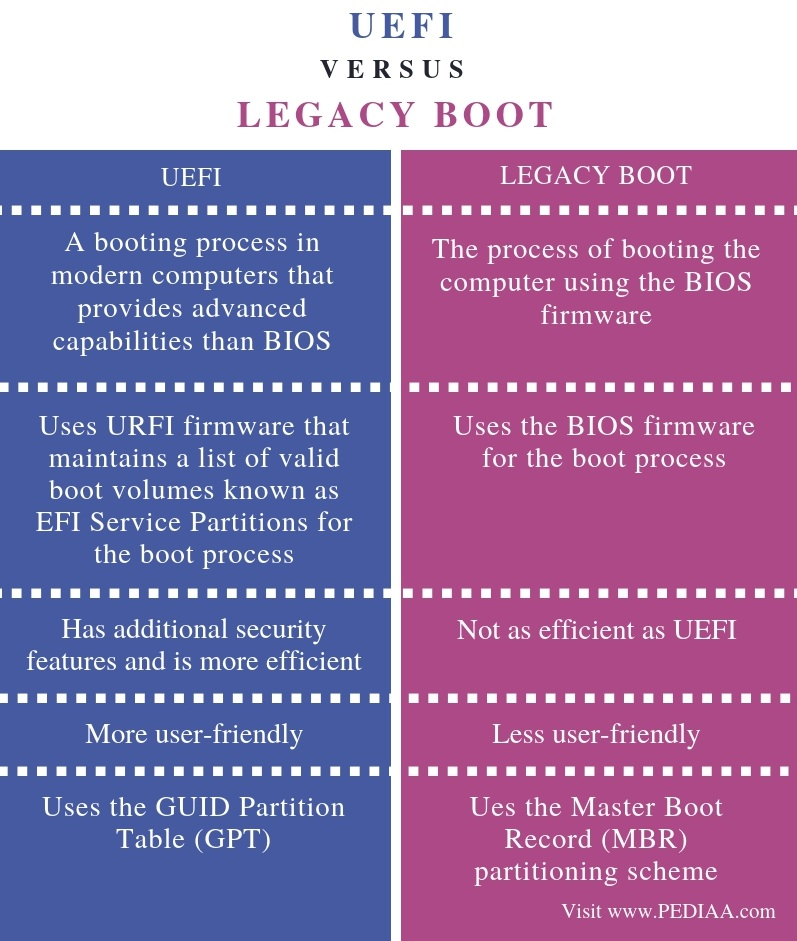 UEFI
VERSUS
LEGACY BOOT
UEFI
A booting process in
modern computers that
provides advanced
capabilities than BIOS
Uses URFI firmware that
maintains a list of valid
boot volumes known as
EFI Service Partitions for
the boot process
Has additional security
features and is more efficient
More user-friendly
Uses the GUID Partition
Table (GPT)
LEGACY BOOT
The process of booting the
computer using the BIOS
firmware
Uses the BIOS firmware
for the boot process
Not as efficient as UEFI
Less user-friendly
Ues the Master Boot
Record (MBR)
partitioning scheme
Visit www.PEDIAA.com